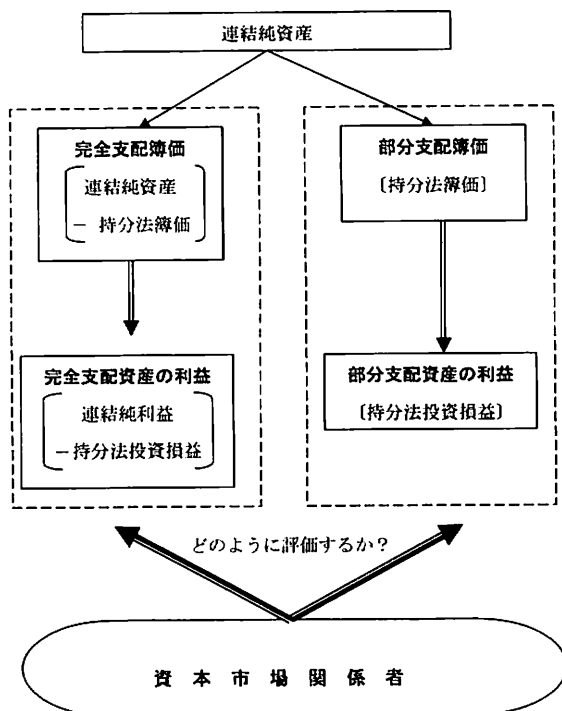 連結純資産
完全支配簿価
連結純資産
－ 持分法簿価
部分支配簿価
〔持分法簿価〕
完全支配資産の利益
連結純利益
－持分法投資損益
部分支配資産の利益
〔持分法投資損益〕
どのように評価するか？
資 本 市 場 関 係 者